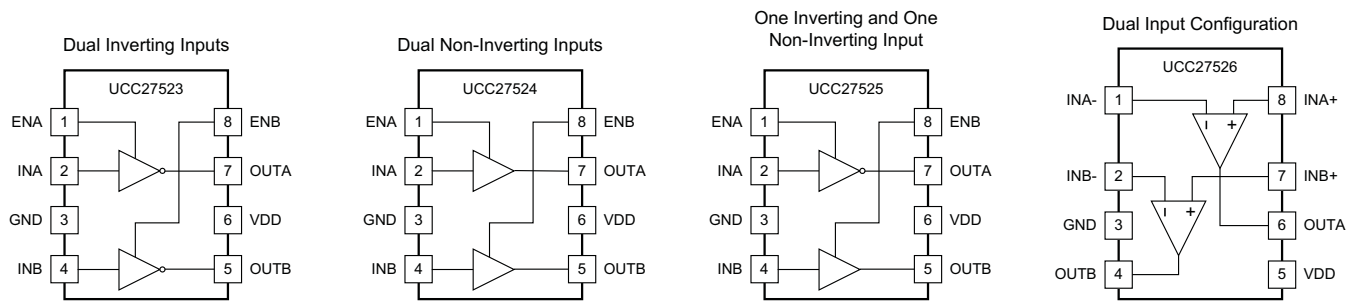 Dual Inverting Inputs
UCC27523
ENA 1 8 ENB
INA 2 7 OUTA
GND 3 6 VDD
INB 4 5 OUTB
Dual Non-Inverting Inputs
UCC27524
ENA 1 8 ENB
INA 2 7 OUTA
GND 3 6 VDD
INB 4 5 OUTB
One Inverting and One
Non-Inverting Input
UCC27525
ENA 1 8 ENB
INA 2 7 OUTA
GND 3 6 VDD
INB 4 5 OUTB
Dual Input Configuration
UCC27526
INA- 1 8 INA+
- +
INB- 2 7 INB+
- +
GND 3 6 OUTA
OUTB 4 5 VDD